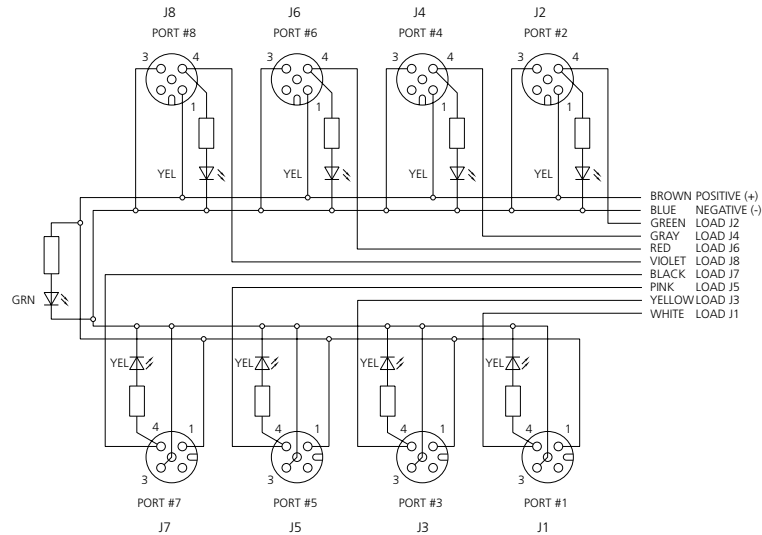 J8 J6 J4 J2
PORT #8 PORT #6 PORT #4 PORT #2
3 4 3 4 3 4 3 4
1 1 1 1
YEL YEL YEL YEL
BROWN POSITIVE (+)
BLUE NEGATIVE (-)
GREEN LOAD J2
GRAY LOAD J4
RED LOAD J6
VIOLET LOAD J8
BLACK LOAD J7
PINK LOAD J5
YELLOW LOAD J3
WHITE LOAD J1
GRN
YEL YEL YEL YEL
4 1 4 1 4 1 4 1
3 3 3 3
PORT #7 PORT #5 PORT #3 PORT #1
J7 J5 J3 J1